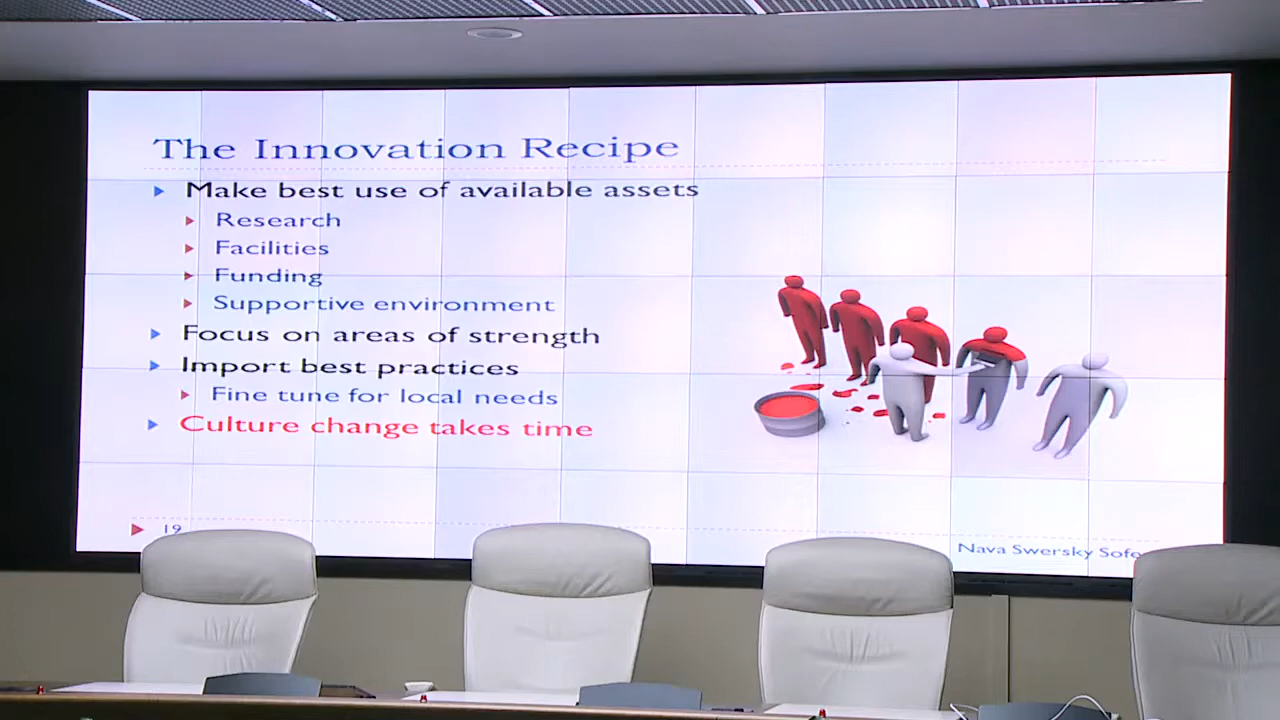 The Innovation Recipe
Make best use of available assets
Research
Facilities
Funding
Supportive environment
Focus on areas of strength
Import best practices
Fine tune for local needs
Culture change takes time
19
Nava Swersky